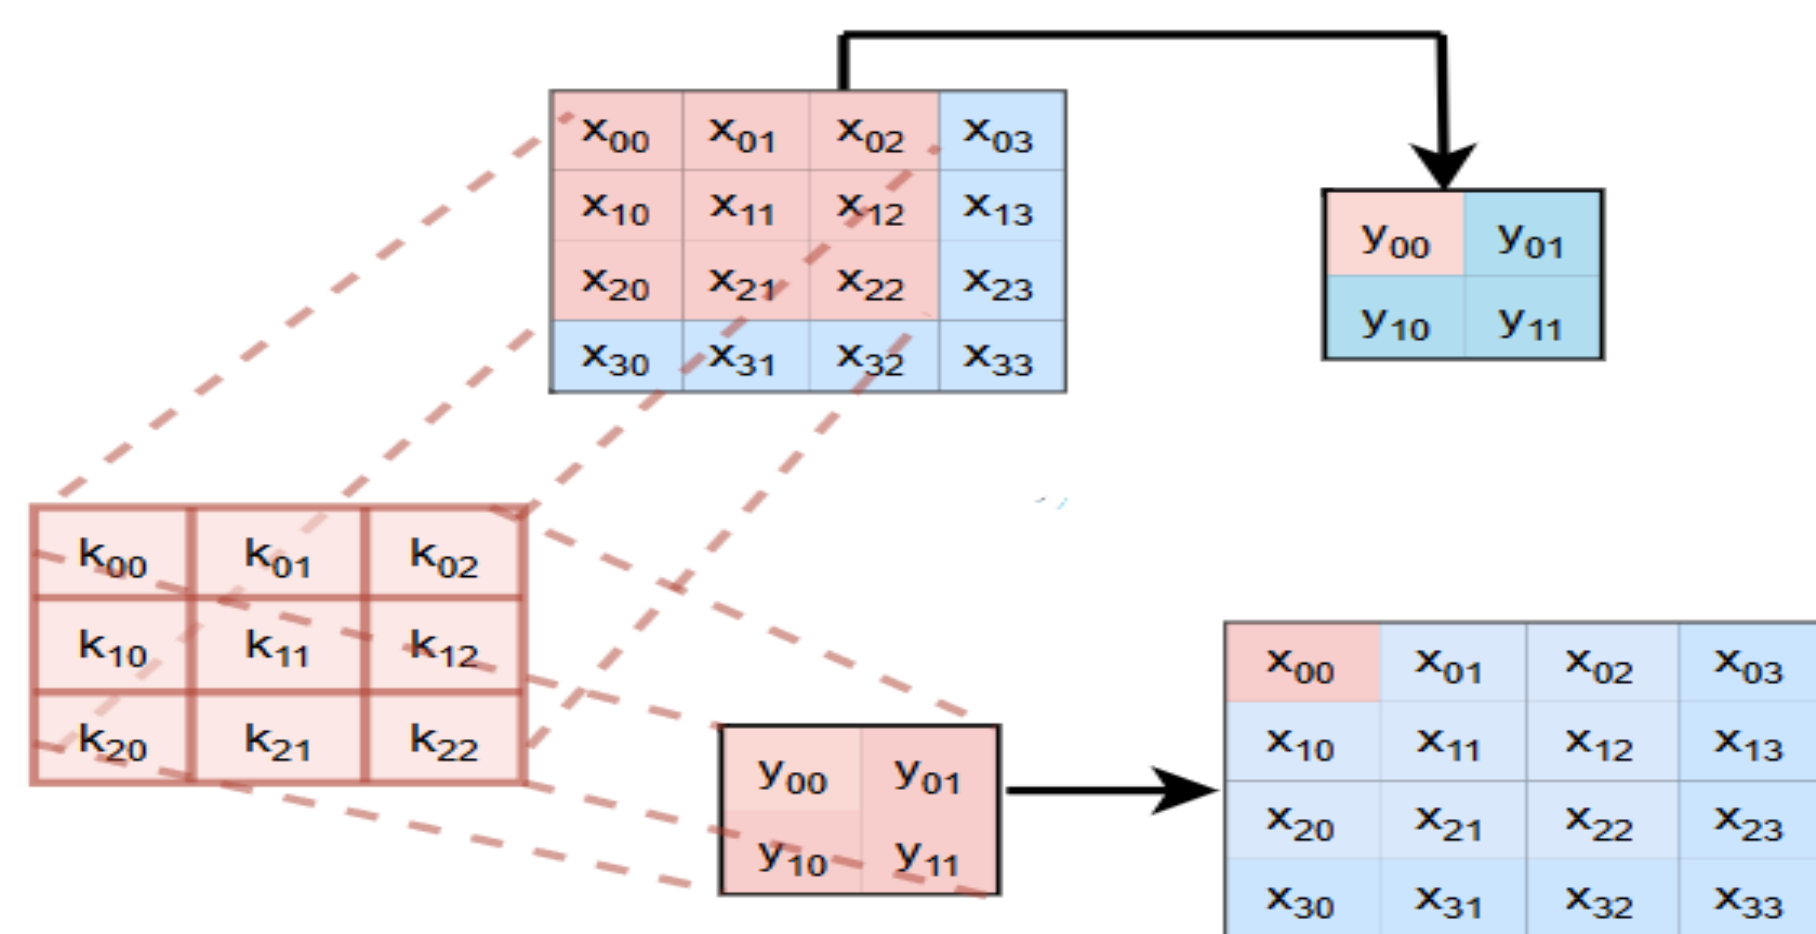 x₀₀ x₀₁ x₀₂ x₀₃
x₁₀ x₁₁ x₁₂ x₁₃
x₂₀ x₂₁ x₂₂ x₂₃
x₃₀ x₃₁ x₃₂ x₃₃
y₀₀ y₀₁
y₁₀ y₁₁
k₀₀ k₀₁ k₀₂
k₁₀ k₁₁ k₁₂
k₂₀ k₂₁ k₂₂
y₀₀ y₀₁
y₁₀ y₁₁
x₀₀ x₀₁ x₀₂ x₀₃
x₁₀ x₁₁ x₁₂ x₁₃
x₂₀ x₂₁ x₂₂ x₂₃
x₃₀ x₃₁ x₃₂ x₃₃